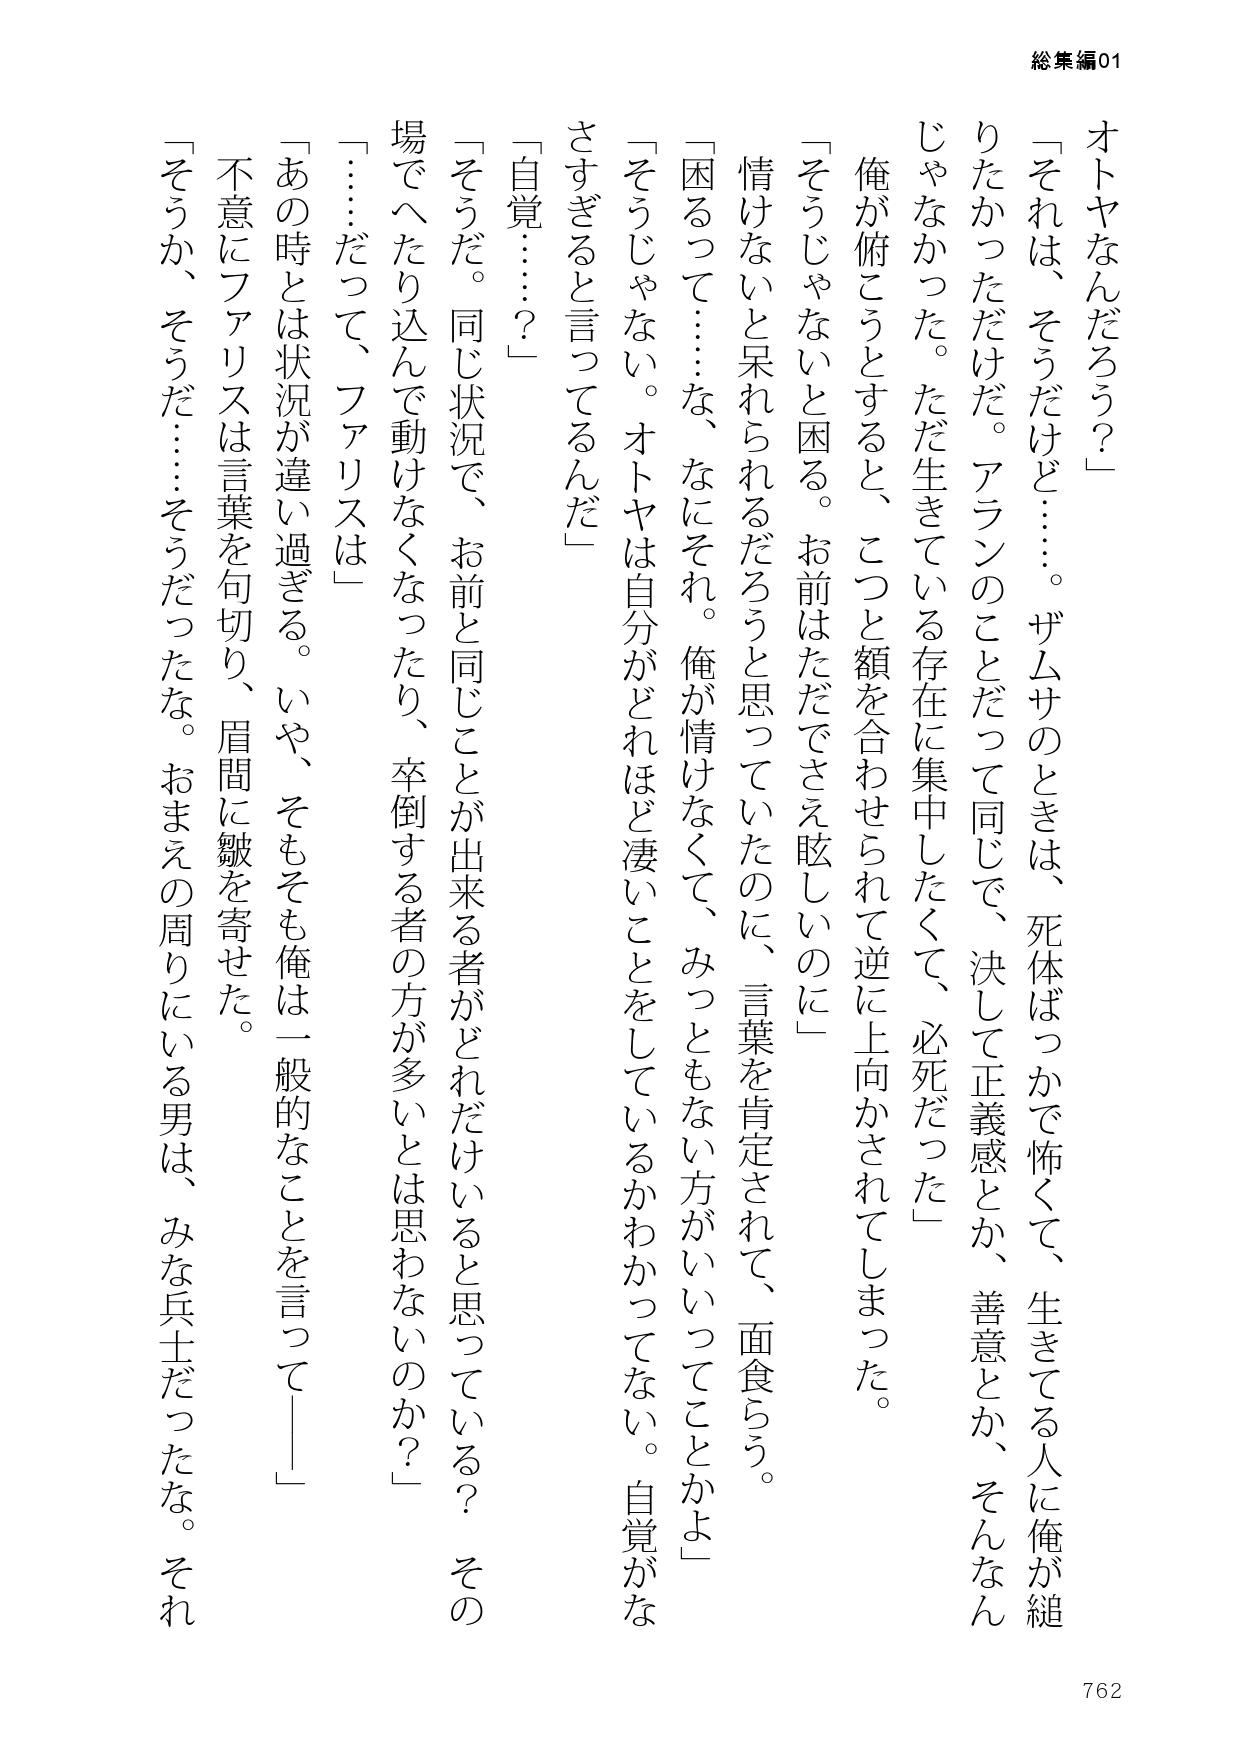 総集編01
オトヤなんだろう？」
「それは、そうだけど……。ザムサのときは、死体ばっかで怖くて、生きてる人に俺が縋
りたかっただけだ。アランのことだって同じで、決して正義感とか、善意とか、そんなん
じゃなかった。ただ生きている存在に集中したくて、必死だった」
　俺が俯こうとすると、こつと額を合わせられて逆に上向かされてしまった。
「そうじゃないと困る。お前はただでさえ眩しいのに」
　情けないと呆れられるだろうと思っていたのに、言葉を肯定されて、面食らう。
「困るって……な、なにそれ。俺が情けなくて、みっともない方がいいってことかよ」
「そうじゃない。オトヤは自分がどれほど凄いことをしているかわかってない。自覚がな
さすぎると言ってるんだ」
「自覚……？」
「そうだ。同じ状況で、お前と同じことが出来る者がどれだけいると思っている？　その
場でへたり込んで動けなくなったり、卒倒する者の方が多いとは思わないのか？」
「……だって、ファリスは」
「あの時とは状況が違い過ぎる。いや、そもそも俺は一般的なことを言って――」
　不意にファリスは言葉を句切り、眉間に皺を寄せた。
「そうか、そうだ……そうだったな。おまえの周りにいる男は、みな兵士だったな。それ
762